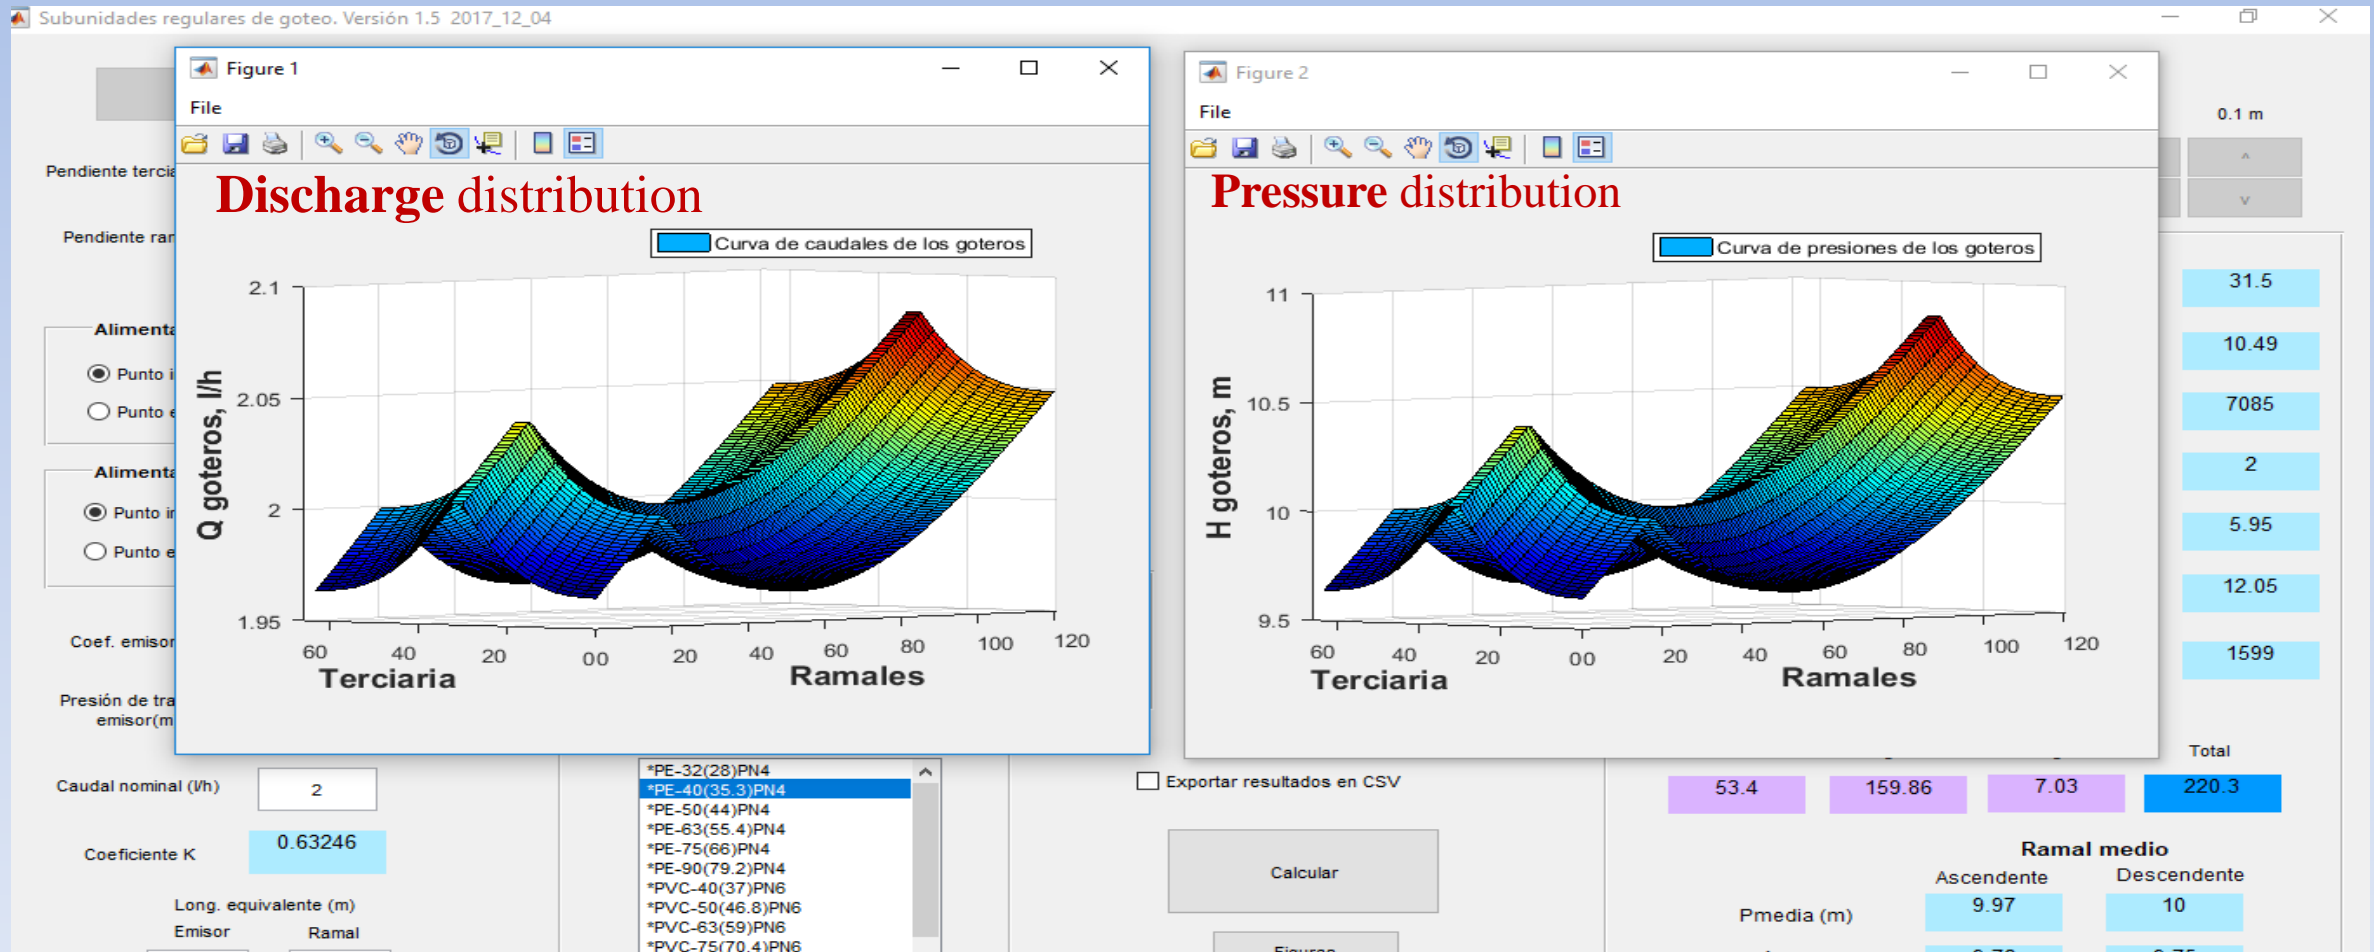 Subunidades regulares de goteo. Versión 1.5 2017_12_04
Figure 1
File
Discharge distribution
Curva de caudales de los goteros
2.1
2.05
2
1.95
Q goteros, l/h
60
40
20
00
20
40
60
80
100
120
Terciaria
Ramales
Figure 2
File
Pressure distribution
Curva de presiones de los goteros
11
10.5
10
9.5
H goteros, m
60
40
20
00
20
40
60
80
100
120
Terciaria
Ramales
0.1 m
^
v
Pendiente tercia
Pendiente ran
Alimenta
Punto i
Punto e
Alimenta
Punto in
Punto e
Coef. emisor
Presión de tra
emisor(m
Caudal nominal (l/h)
2
Coeficiente K
0.63246
Long. equivalente (m)
Emisor
Ramal
*PE-32(28)PN4
*PE-40(35.3)PN4
*PE-50(44)PN4
*PE-63(55.4)PN4
*PE-75(66)PN4
*PE-90(79.2)PN4
*PVC-40(37)PN6
*PVC-50(46.8)PN6
*PVC-63(59)PN6
*PVC-75(70.4)PN6
Exportar resultados en CSV
Calcular
Figuras
31.5
10.49
7085
2
5.95
12.05
1599
Total
53.4
159.86
7.03
220.3
Ramal medio
Ascendente
Descendente
Pmedia (m)
9.97
10